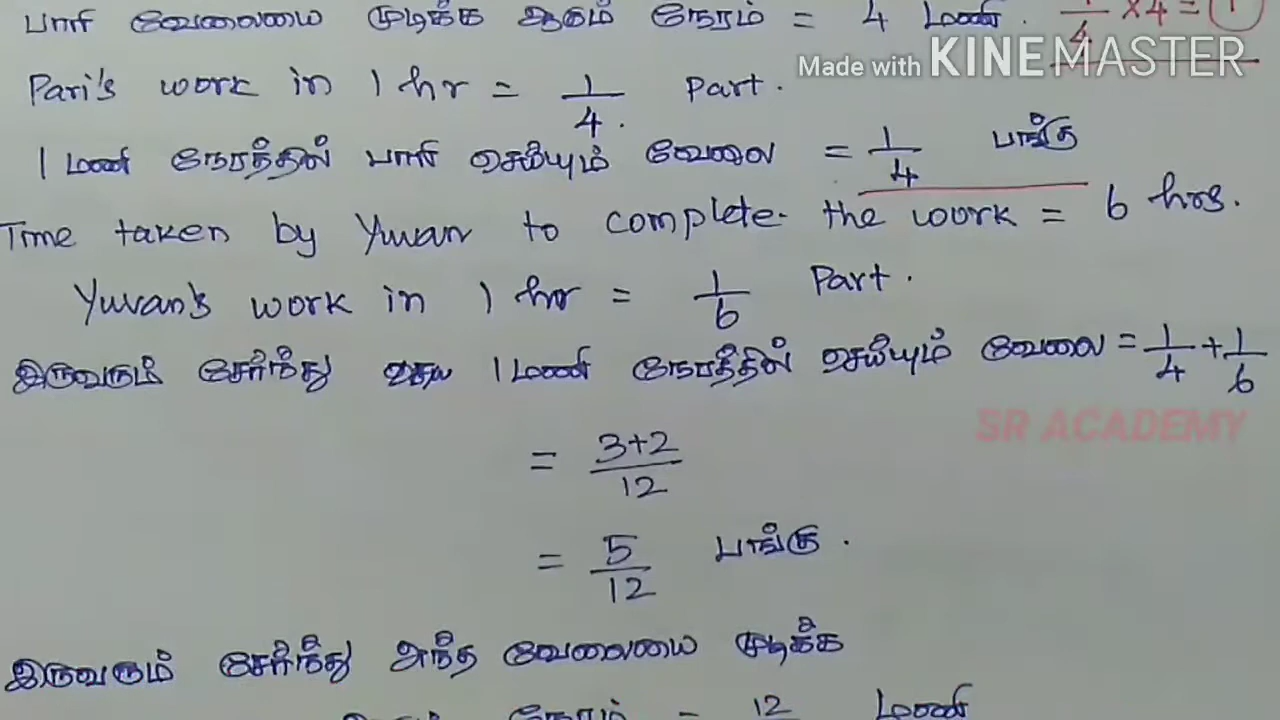 பாரி வேலையை முடிக்க ஆகும் நேரம் = 4 மணி. 1/4 × 4 = 1
Made with KINEMASTER
Pari's work in 1 hr = 1/4 part.
1 மணி நேரத்தில் பாரி செய்யும் வேலை = 1/4 பங்கு
Time taken by Yuvan to complete the work = 6 hrs.
Yuvan's work in 1 hr = 1/6 part.
இருவரும் சேர்ந்து 1 மணி நேரத்தில் செய்யும் வேலை = 1/4 + 1/6
SR ACADEMY
= 3+2/12
= 5/12 பங்கு.
இருவரும் சேர்ந்து அந்த வேலையை முடிக்க
நேரம் = 12 மணி